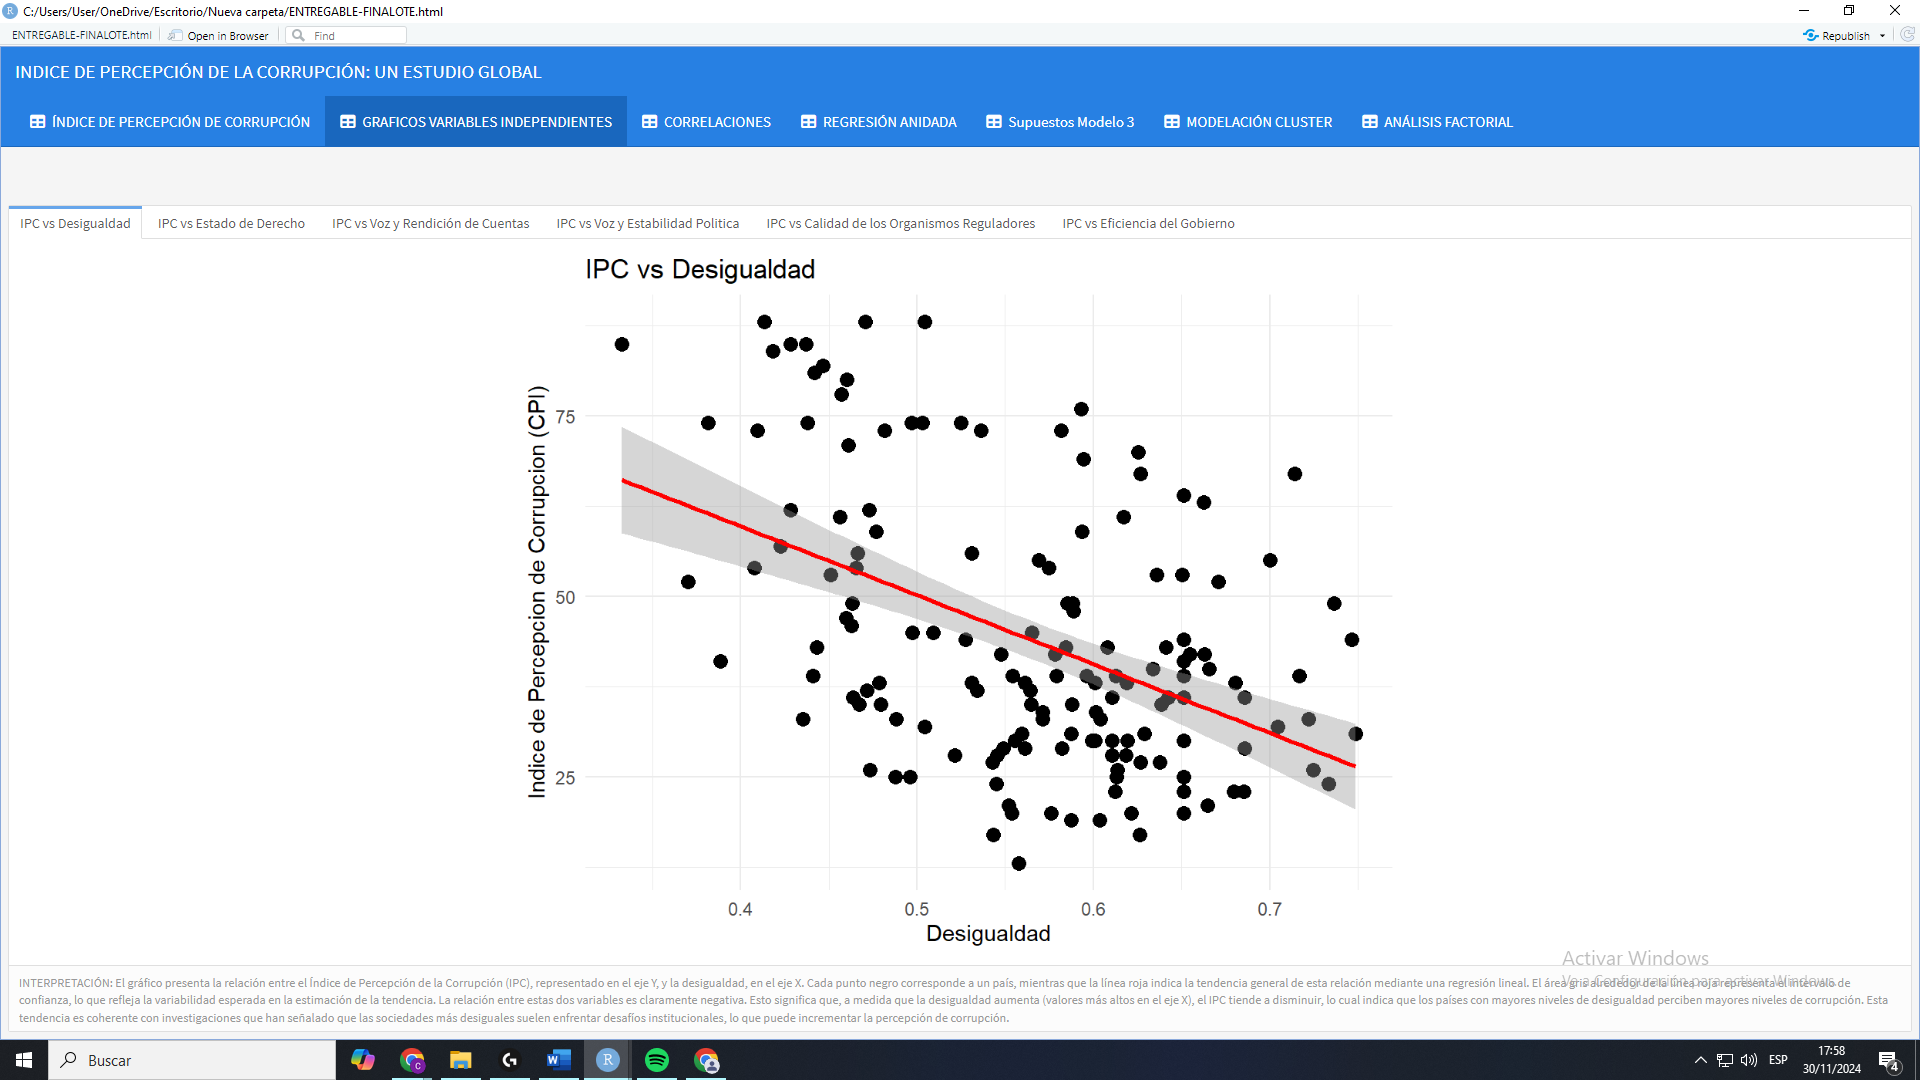 C:/Users/User/OneDrive/Escritorio/Nueva carpeta/ENTREGABLE-FINALOTE.html
ENTREGABLE-FINALOTE.html Open in Browser Find Republish
INDICE DE PERCEPCIÓN DE LA CORRUPCIÓN: UN ESTUDIO GLOBAL
ÍNDICE DE PERCEPCIÓN DE CORRUPCIÓN GRAFICOS VARIABLES INDEPENDIENTES CORRELACIONES REGRESIÓN ANIDADA Supuestos Modelo 3 MODELACIÓN CLUSTER ANÁLISIS FACTORIAL
IPC vs Desigualdad IPC vs Estado de Derecho IPC vs Voz y Rendición de Cuentas IPC vs Voz y Estabilidad Politica IPC vs Calidad de los Organismos Reguladores IPC vs Eficiencia del Gobierno
IPC vs Desigualdad
Indice de Percepcion de Corrupcion (CPI)
75
50
25
0.4 0.5 0.6 0.7
Desigualdad
Activar Windows
Ve a Configuración para activar Windows.
INTERPRETACIÓN: El gráfico presenta la relación entre el Índice de Percepción de la Corrupción (IPC), representado en el eje Y, y la desigualdad, en el eje X. Cada punto negro corresponde a un país, mientras que la línea roja indica la tendencia general de esta relación mediante una regresión lineal. El área gris alrededor de la línea roja representa el intervalo de
confianza, lo que refleja la variabilidad esperada en la estimación de la tendencia. La relación entre estas dos variables es claramente negativa. Esto significa que, a medida que la desigualdad aumenta (valores más altos en el eje X), el IPC tiende a disminuir, lo cual indica que los países con mayores niveles de desigualdad perciben mayores niveles de corrupción. Esta
tendencia es coherente con investigaciones que han señalado que las sociedades más desiguales suelen enfrentar desafíos institucionales, lo que puede incrementar la percepción de corrupción.
Buscar
ESP
17:58
30/11/2024
4